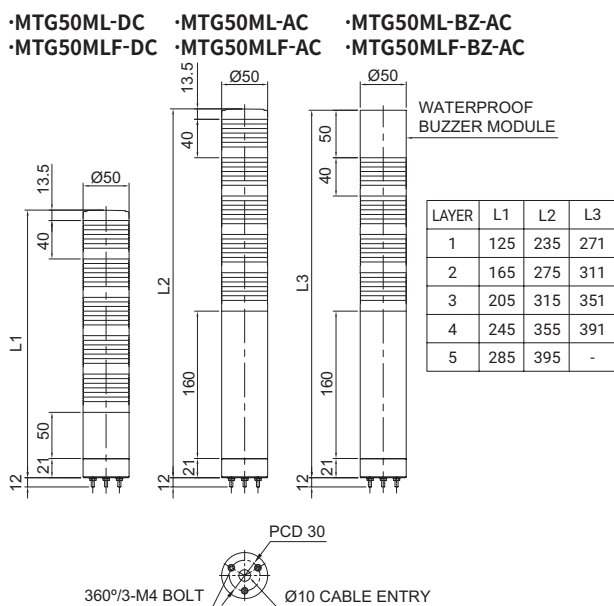 ·MTG50ML-DC ·MTG50ML-AC ·MTG50ML-BZ-AC
·MTG50MLF-DC ·MTG50MLF-AC ·MTG50MLF-BZ-AC
Ø50 Ø50
13.5
40
L2
160
21
12
50
40
L3
160
21
12
WATERPROOF
BUZZER MODULE
Ø50
13.5
40
L1
50
21
12
LAYER L1 L2 L3
1 125 235 271
2 165 275 311
3 205 315 351
4 245 355 391
5 285 395 -
PCD 30
360º/3-M4 BOLT Ø10 CABLE ENTRY